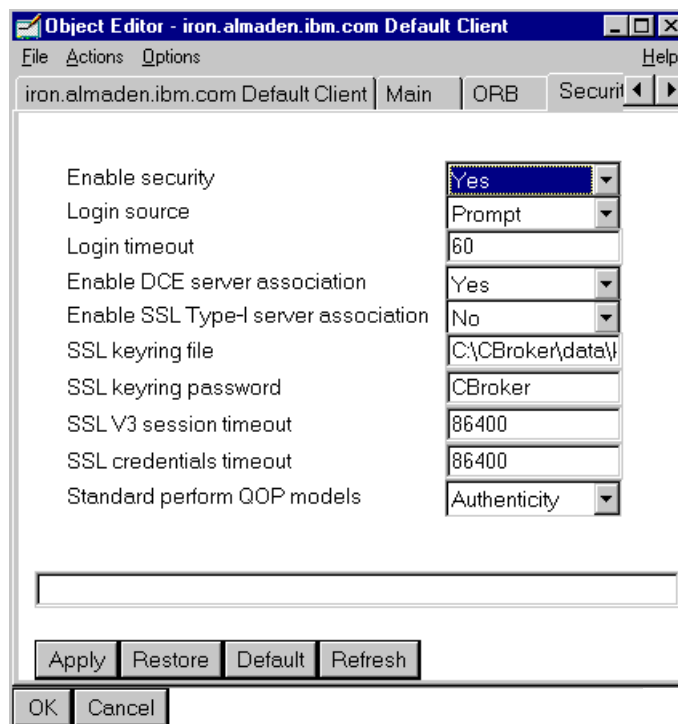 Object Editor - iron.almaden.ibm.com Default Client
File Actions Options Help
iron.almaden.ibm.com Default Client Main ORB Securit
Enable security Yes
Login source Prompt
Login timeout 60
Enable DCE server association Yes
Enable SSL Type-I server association No
SSL keyring file C:\CBroker\data\
SSL keyring password CBroker
SSL V3 session timeout 86400
SSL credentials timeout 86400
Standard perform QOP models Authenticity
Apply Restore Default Refresh
OK Cancel